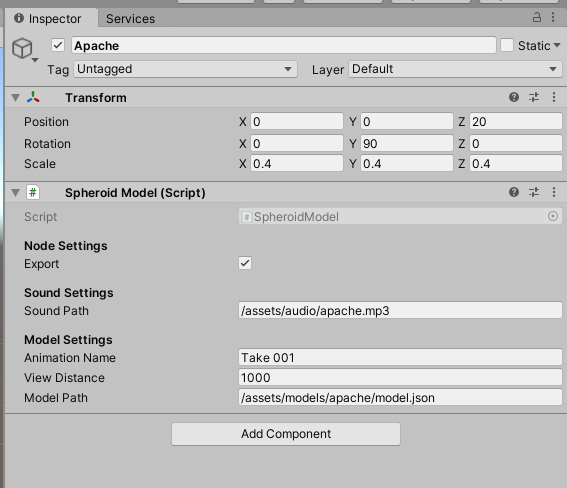 Inspector Services
Apache Static
Tag Untagged Layer Default
Transform
Position X 0 Y 0 Z 20
Rotation X 0 Y 90 Z 0
Scale X 0.4 Y 0.4 Z 0.4
# Spheroid Model (Script)
Script # SpheroidModel
Node Settings
Export
Sound Settings
Sound Path /assets/audio/apache.mp3
Model Settings
Animation Name Take 001
View Distance 1000
Model Path /assets/models/apache/model.json
Add Component